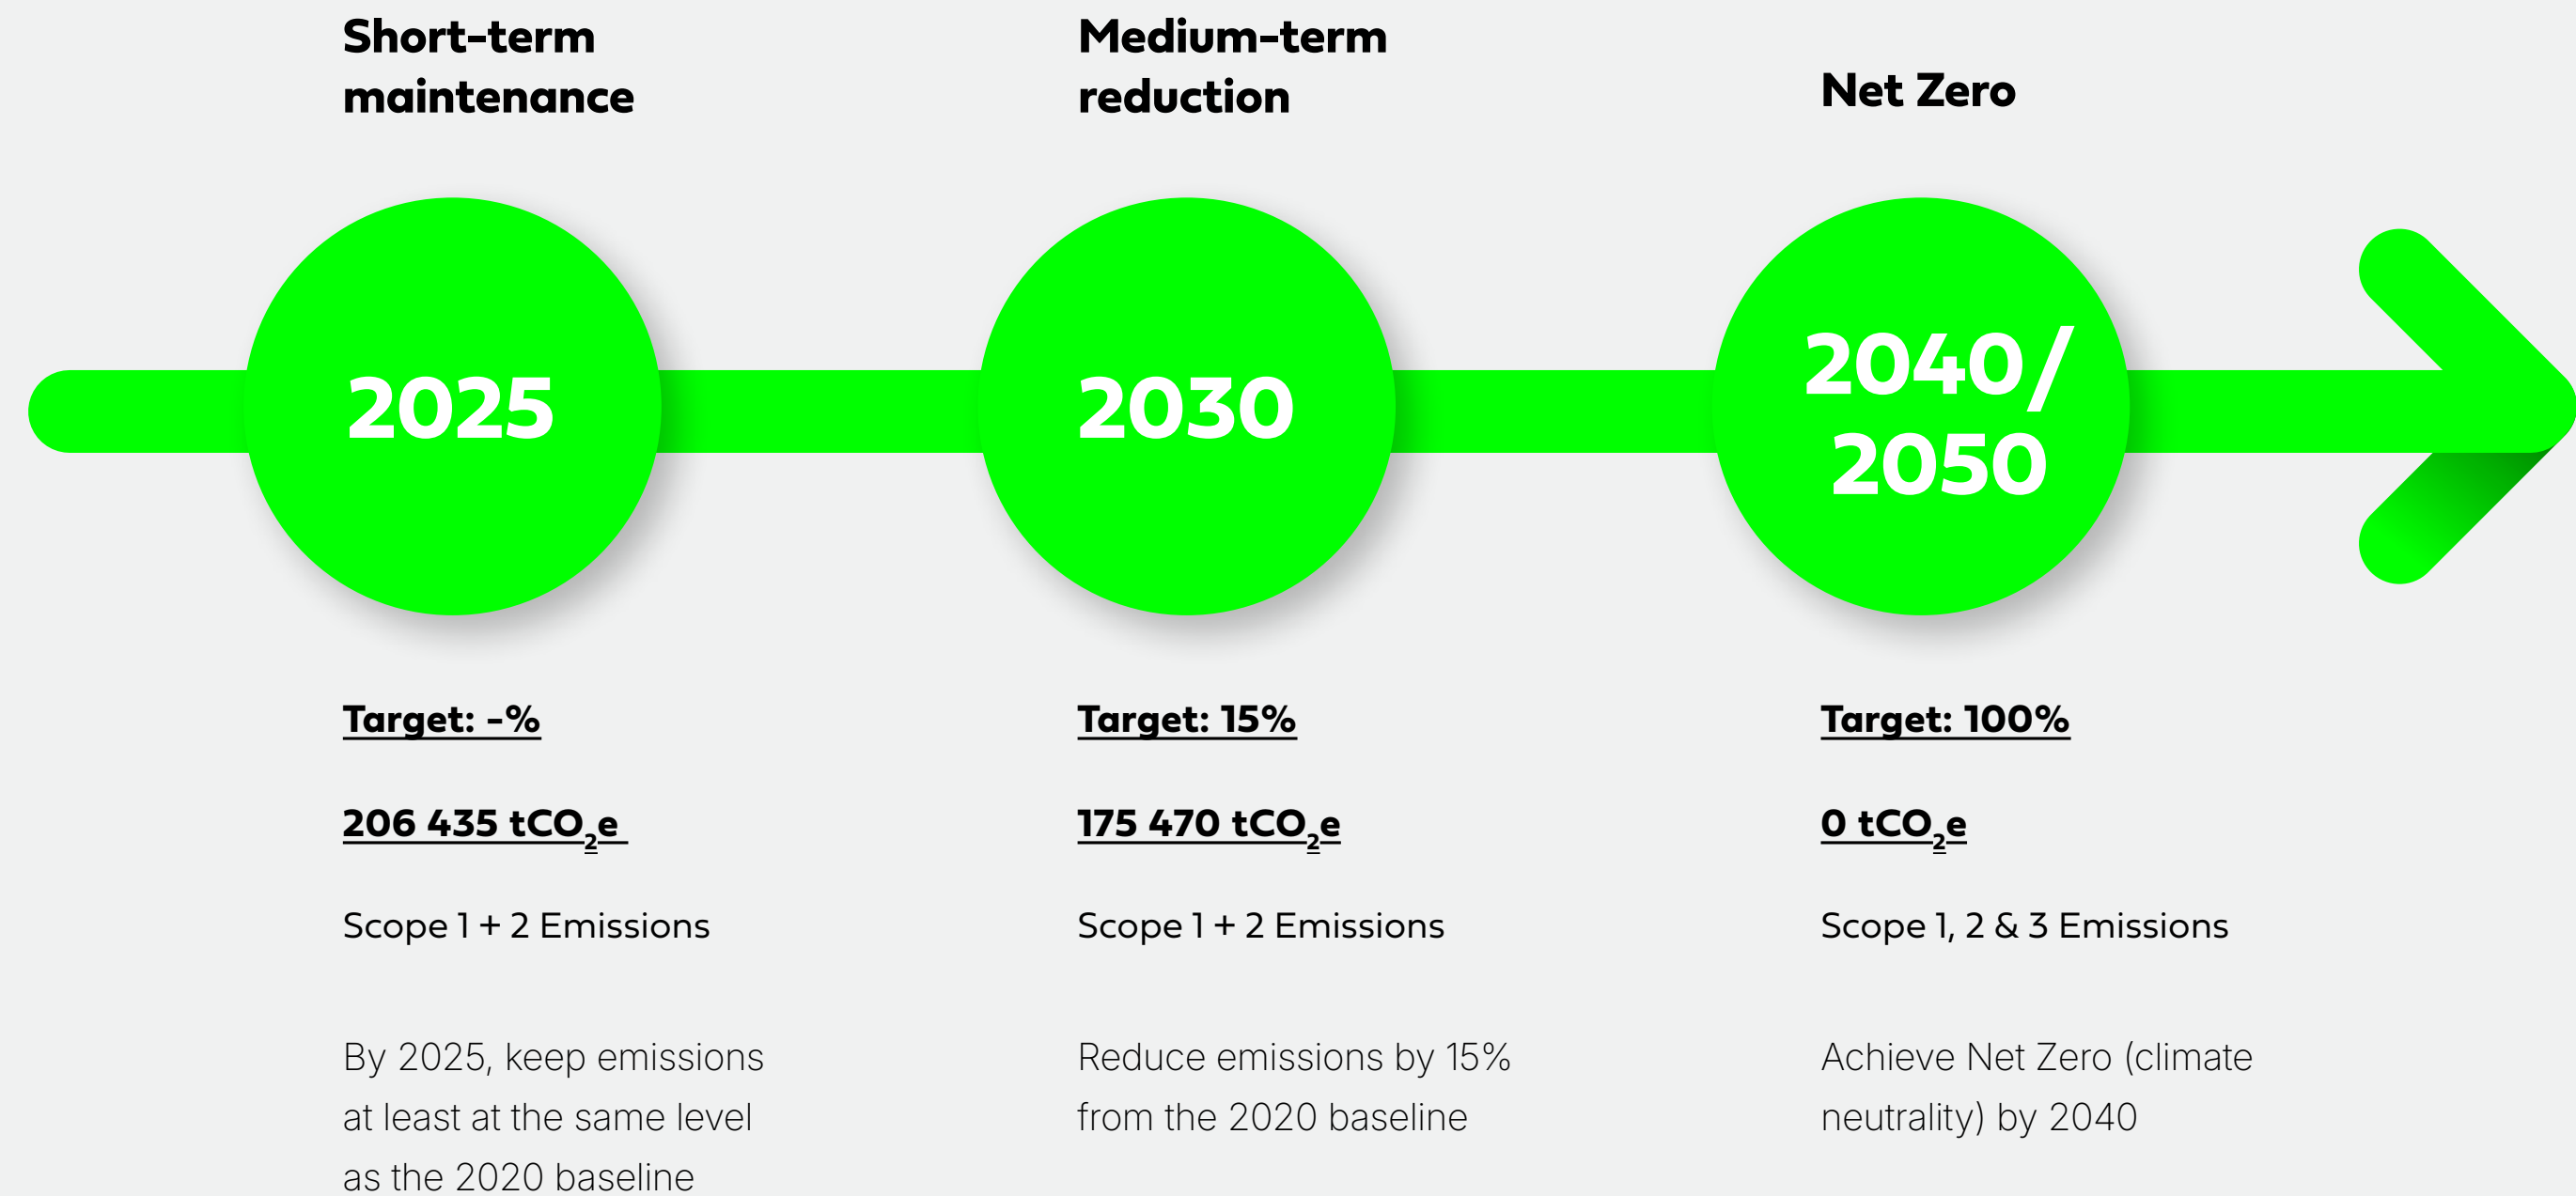 Short-term
maintenance
Medium-term
reduction
Net Zero
2025
2030
2040/
2050
Target: -%
206 435 tCO₂e
Scope 1 + 2 Emissions
By 2025, keep emissions
at least at the same level
as the 2020 baseline
Target: 15%
175 470 tCO₂e
Scope 1 + 2 Emissions
Reduce emissions by 15%
from the 2020 baseline
Target: 100%
0 tCO₂e
Scope 1, 2 & 3 Emissions
Achieve Net Zero (climate
neutrality) by 2040